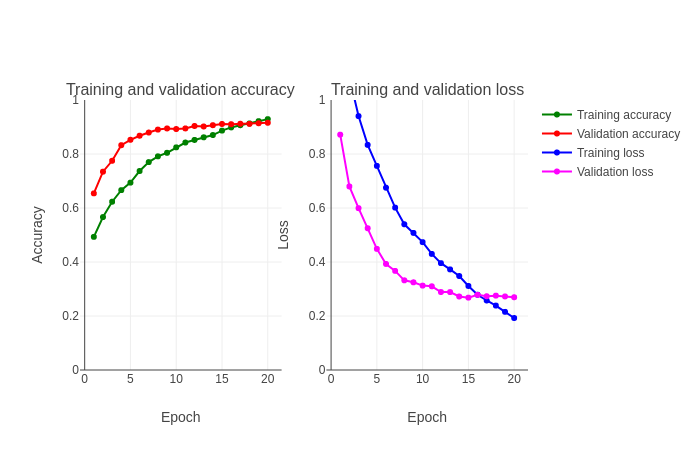 Training and validation accuracy
Training and validation loss
1
0.8
0.6
0.4
0.2
0
Accuracy
0
5
10
15
20
Epoch
1
0.8
0.6
0.4
0.2
0
Loss
0
5
10
15
20
Epoch
Training accuracy
Validation accuracy
Training loss
Validation loss